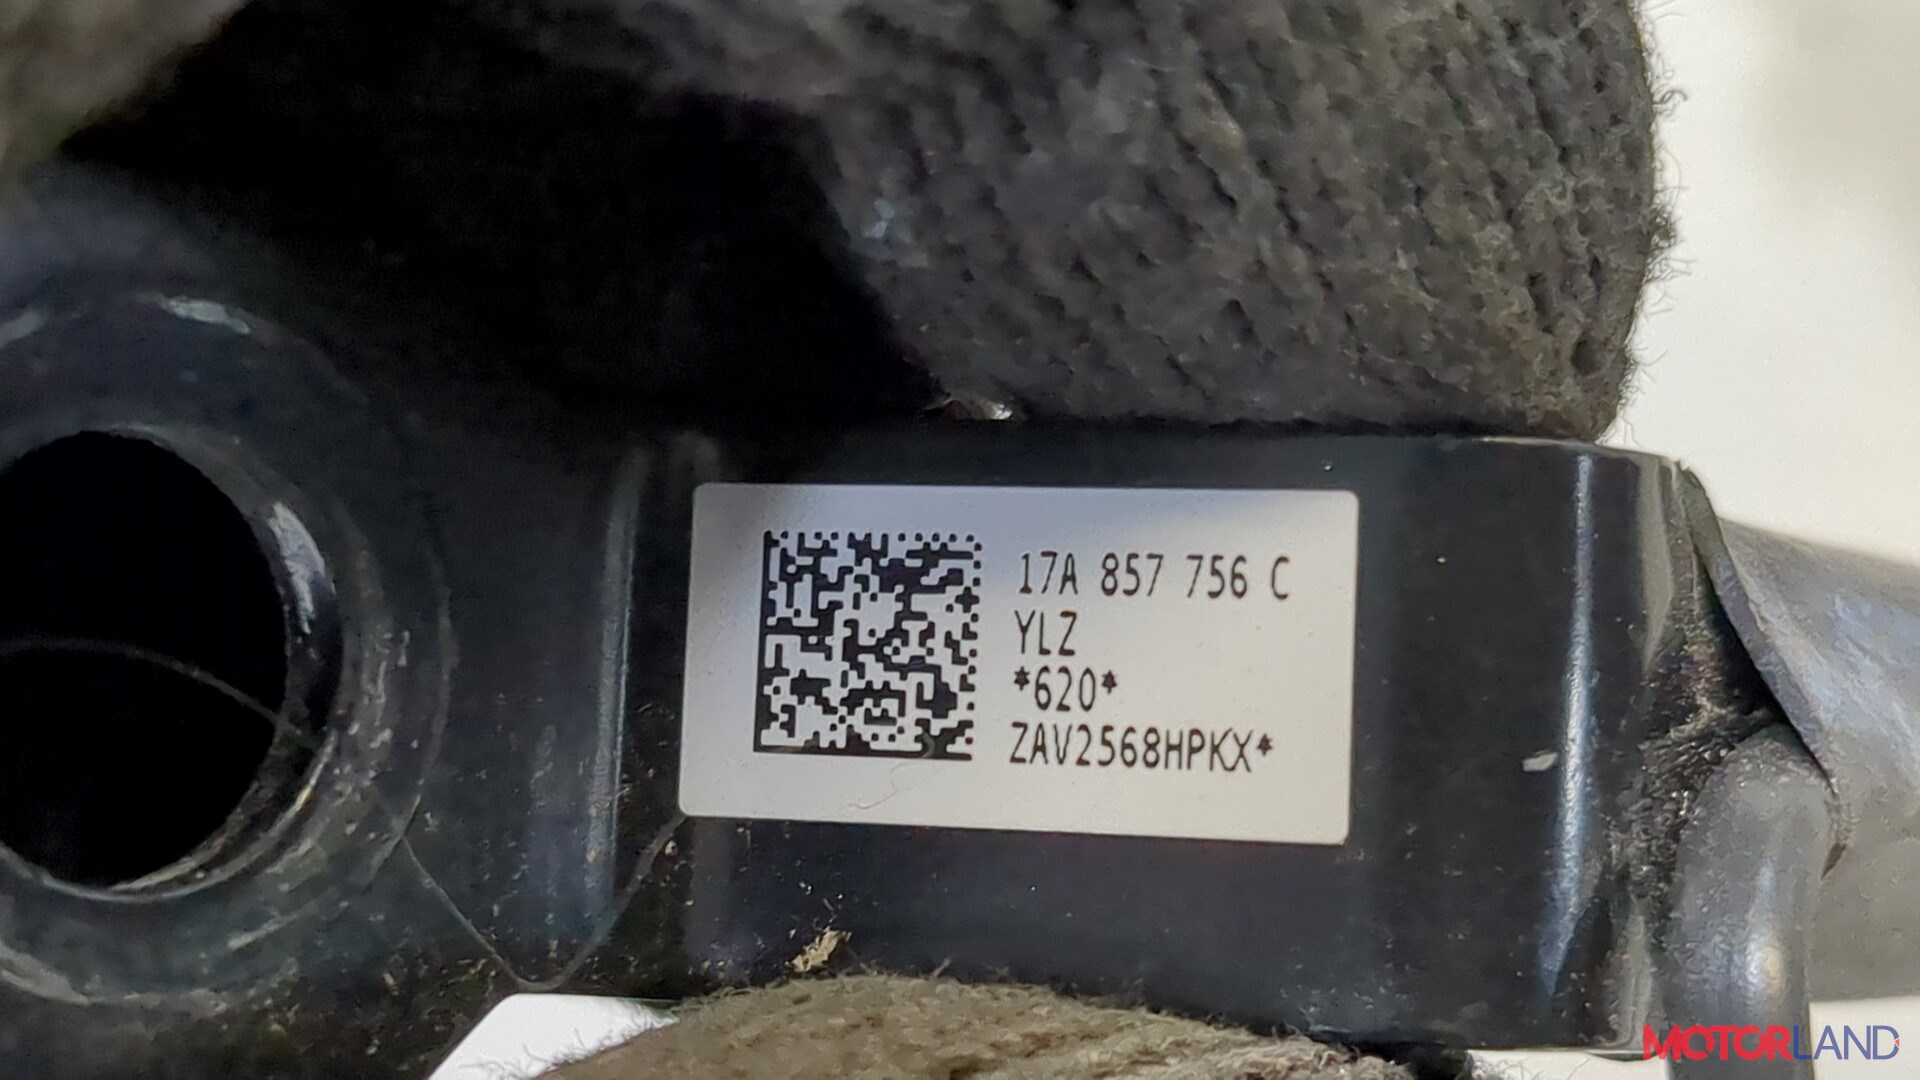 17A 857 756 C
YLZ
*620*
ZAV2568HPKX*
MOTORLAND